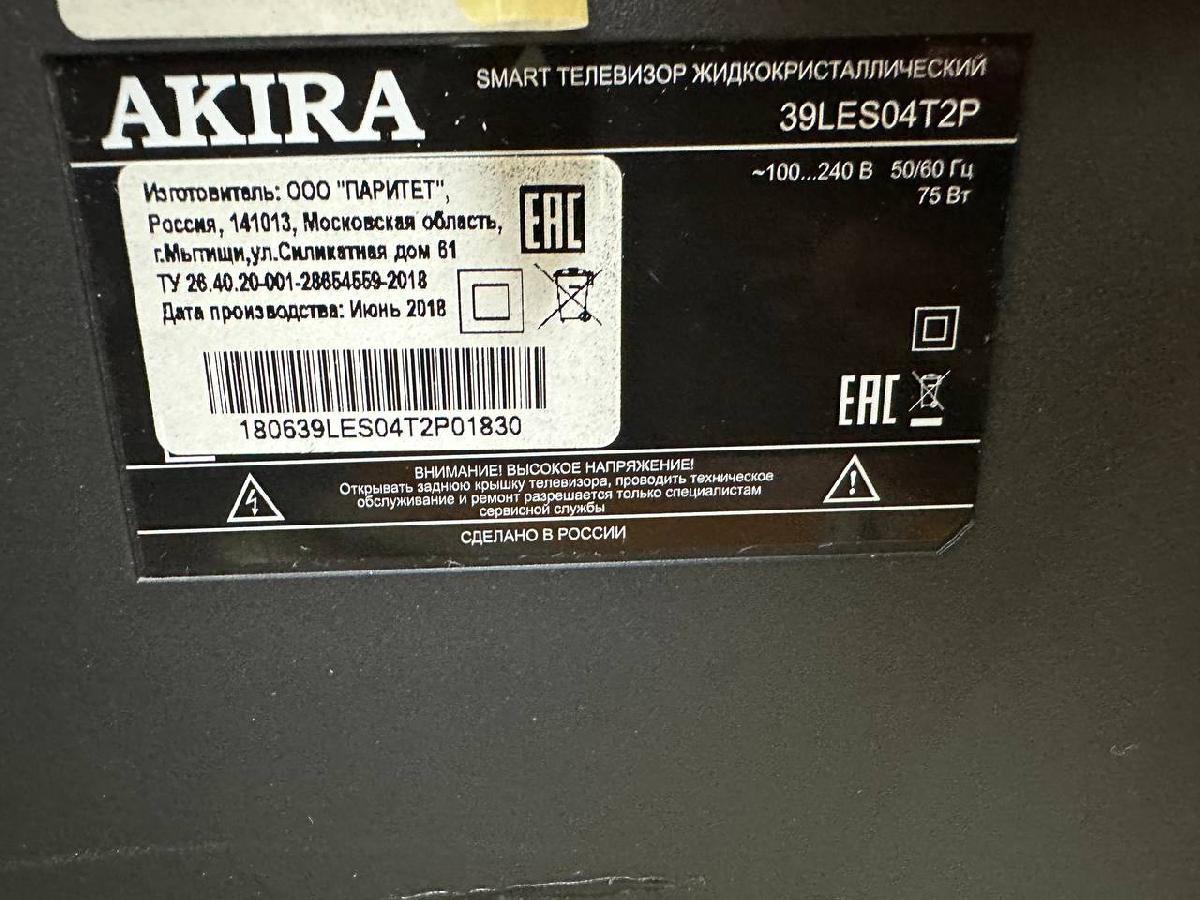 AKIRA
SMART ТЕЛЕВИЗОР ЖИДКОКРИСТАЛЛИЧЕСКИЙ
39LES04T2P
~100...240 В 50/60 Гц
75 Вт
Изготовитель: ООО "ПАРИТЕТ",
Россия, 141013, Московская область,
г.Мытищи,ул.Силикатная дом 61
ТУ 26.40.20-001-28654559-2018
Дата производства: Июнь 2018
EAC
180639LES04T2P01830
EAC
ВНИМАНИЕ! ВЫСОКОЕ НАПРЯЖЕНИЕ!
Открывать заднюю крышку телевизора, проводить техническое
обслуживание и ремонт разрешается только специалистам
сервисной службы
СДЕЛАНО В РОССИИ